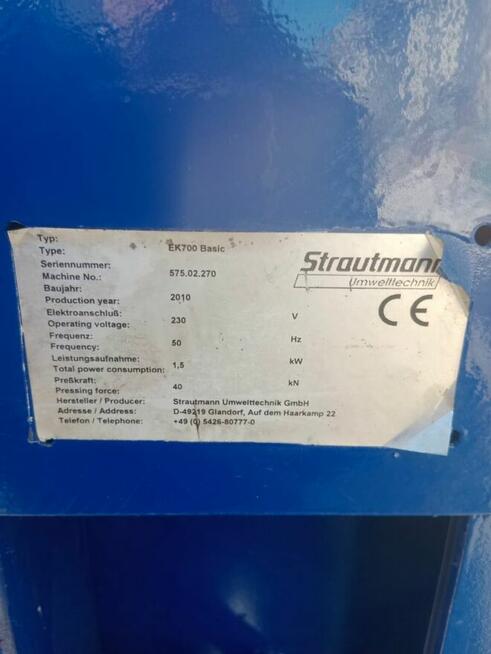 Typ:
Type: EK700 Basic
Strautmann
Umwelttechnik
CE
Seriennummer:
Machine No.: 575.02.270
Baujahr:
Production year: 2010
Elektroanschluß:
Operating voltage: 230 V
Frequenz:
Frequency: 50 Hz
Leistungsaufnahme:
Total power consumption: 1,5 kW
Preßkraft:
Pressing force: 40 kN
Hersteller / Producer: Strautmann Umwelttechnik GmbH
Adresse / Address: D-49219 Glandorf, Auf dem Haarkamp 22
Telefon / Telephone: +49 (0) 5426-80777-0